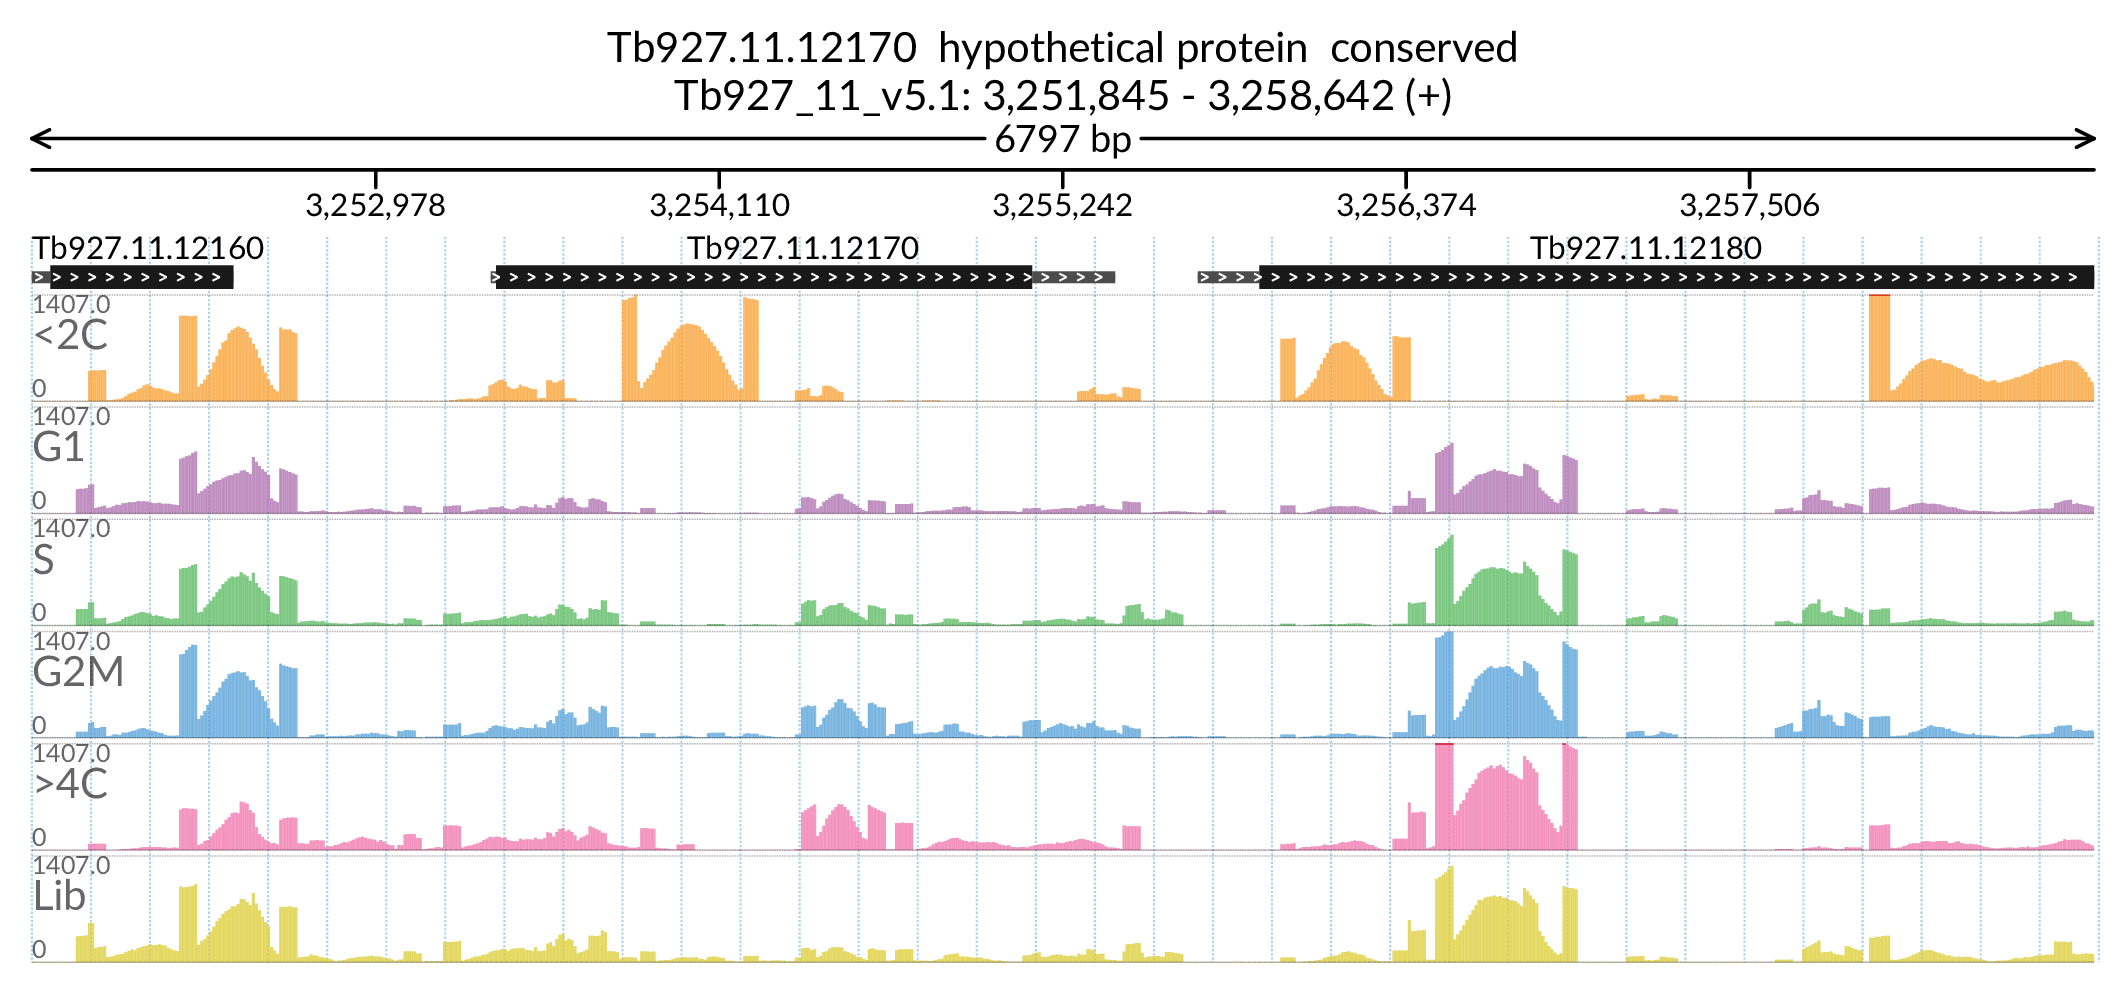 Tb927.11.12170  hypothetical protein  conserved
Tb927_11_v5.1: 3,251,845 - 3,258,642 (+)
6797 bp
3,252,978 3,254,110 3,255,242 3,256,374 3,257,506
Tb927.11.12160 Tb927.11.12170 Tb927.11.12180
1407.0
<2C
0
1407.0
G1
0
1407.0
S
0
1407.0
G2M
0
1407.0
>4C
0
1407.0
Lib
0